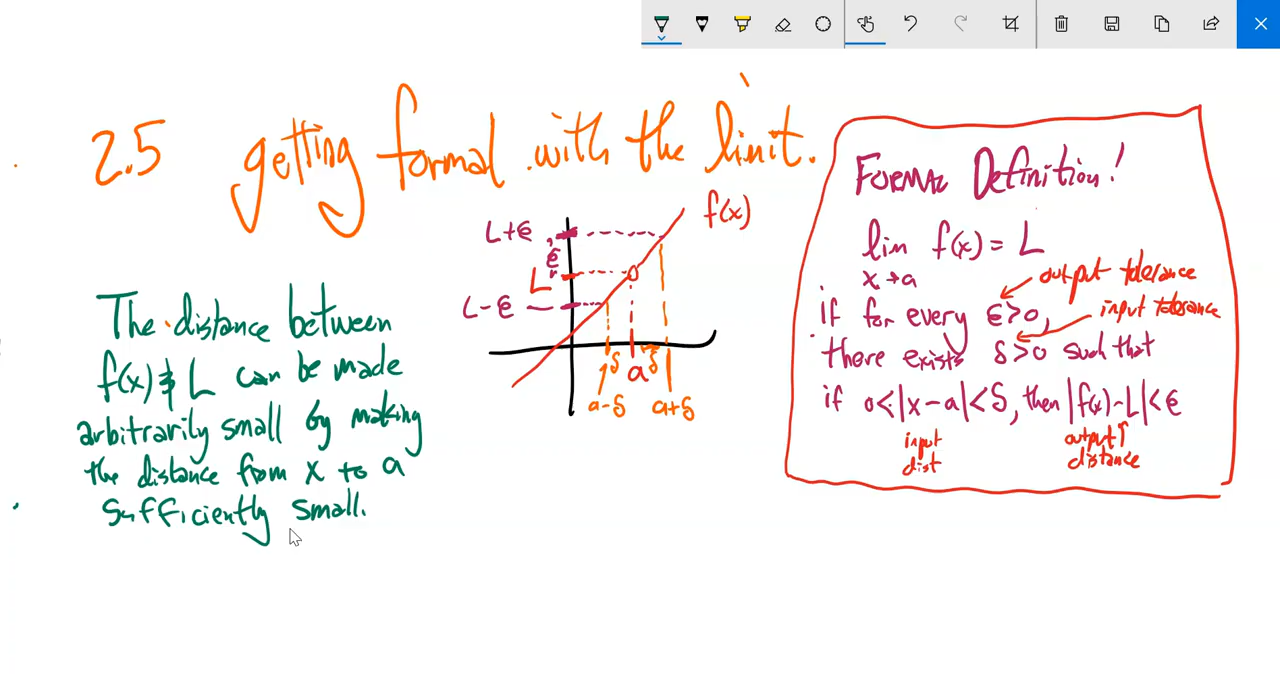 2.5 getting formal with the limit.
The distance between
f(x) & L can be made
arbitrarily small by making
the distance from x to a
sufficiently small.
f(x)
L+ε
ε
L
L-ε
δ
a
δ
a-δ
a+δ
FORMAL Definition!
lim f(x) = L
x→a
output tolerance
if for every ε>0,
input tolerance
there exists δ>0 such that
if 0<|x-a|<δ, then |f(x)-L|<ε
input
dist
output↑
distance